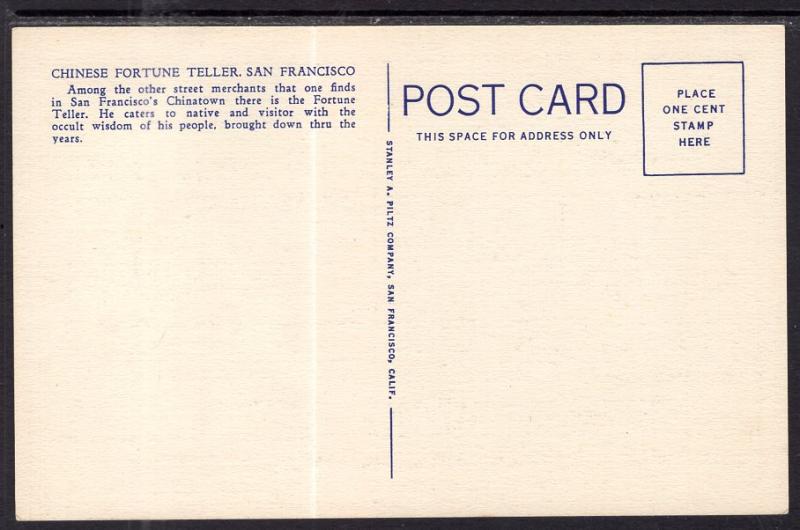 CHINESE FORTUNE TELLER, SAN FRANCISCO
Among the other street merchants that one finds
in San Francisco's Chinatown there is the Fortune
Teller. He caters to native and visitor with the
occult wisdom of his people, brought down thru the
years.
STANLEY A. PILTZ COMPANY, SAN FRANCISCO, CALIF.
POST CARD
THIS SPACE FOR ADDRESS ONLY
PLACE
ONE CENT
STAMP
HERE